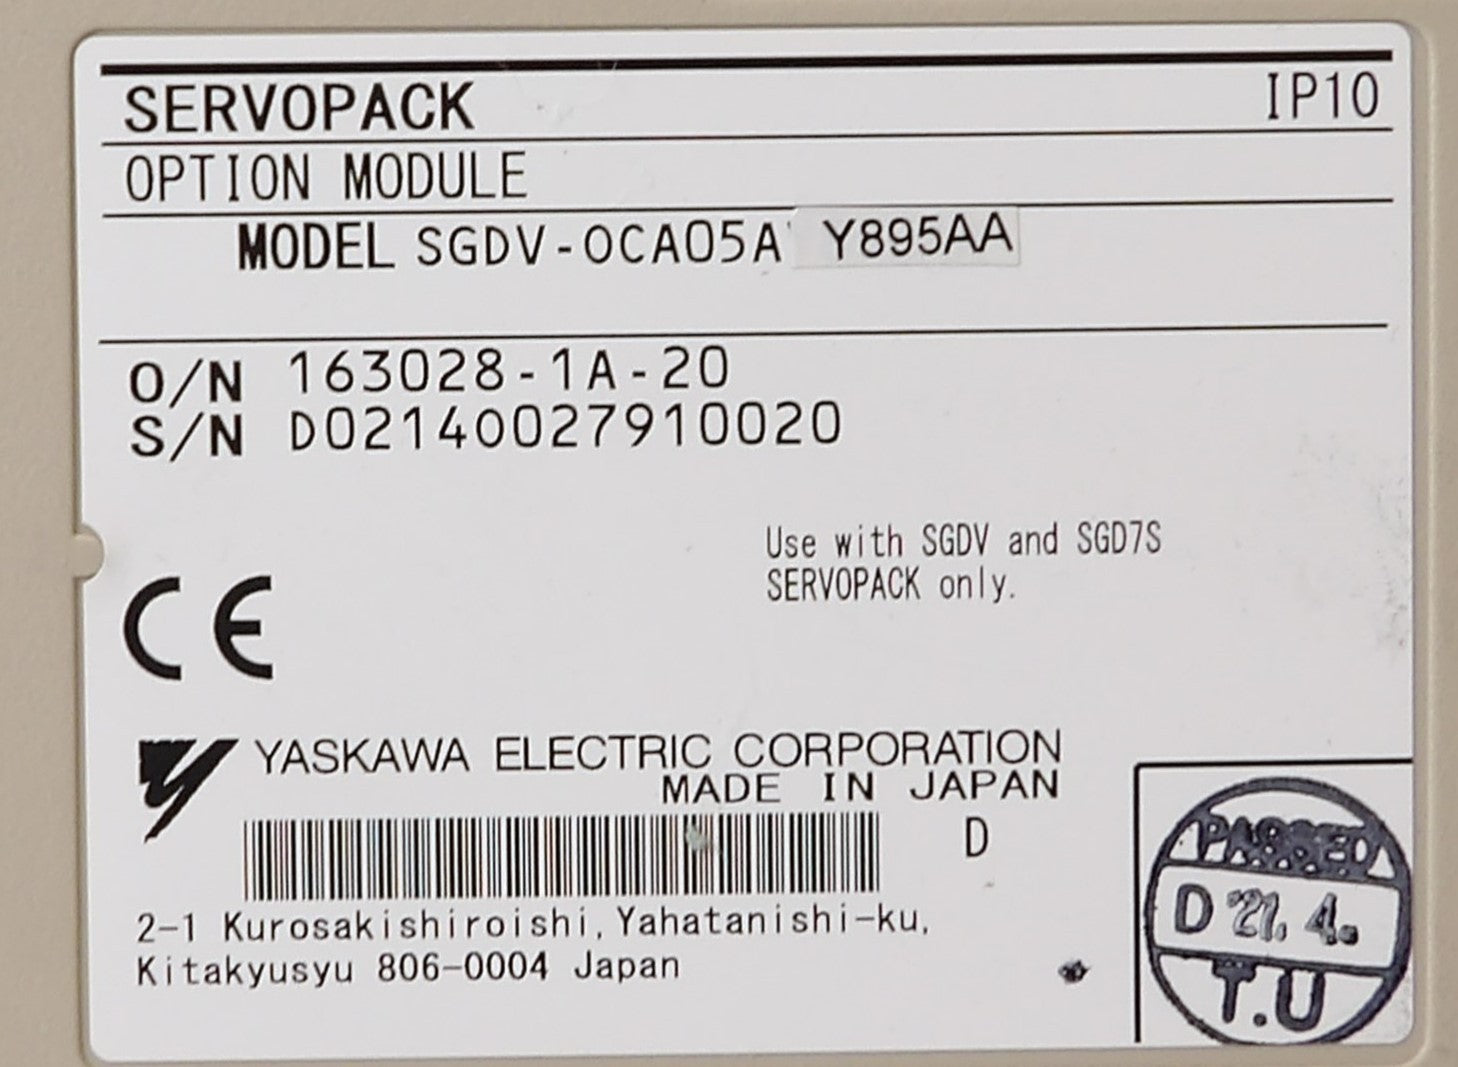 SERVOPACK IP10
OPTION MODULE
MODEL SGDV-OCA05A Y895AA
O/N 163028-1A-20
S/N D02140027910020
Use with SGDV and SGD7S
SERVOPACK only.
CE
YASKAWA ELECTRIC CORPORATION
MADE IN JAPAN
D
2-1 Kurosakishiroishi, Yahatanishi-ku,
Kitakyusyu 806-0004 Japan
PASSED
D '21. 4.
T.U